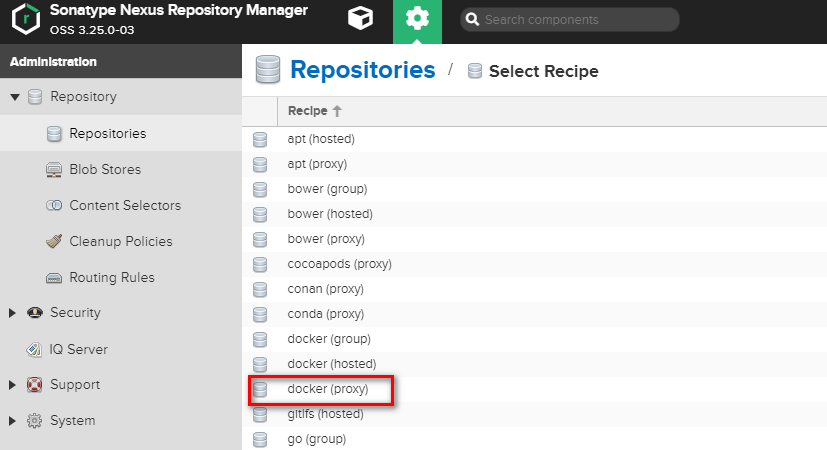 Sonatype Nexus Repository Manager
OSS 3.25.0-03
Search components
Administration
Repository
Repositories
Blob Stores
Content Selectors
Cleanup Policies
Routing Rules
Security
IQ Server
Support
System
Repositories / Select Recipe
Recipe
apt (hosted)
apt (proxy)
bower (group)
bower (hosted)
bower (proxy)
cocoapods (proxy)
conan (proxy)
conda (proxy)
docker (group)
docker (hosted)
docker (proxy)
gitlfs (hosted)
go (group)